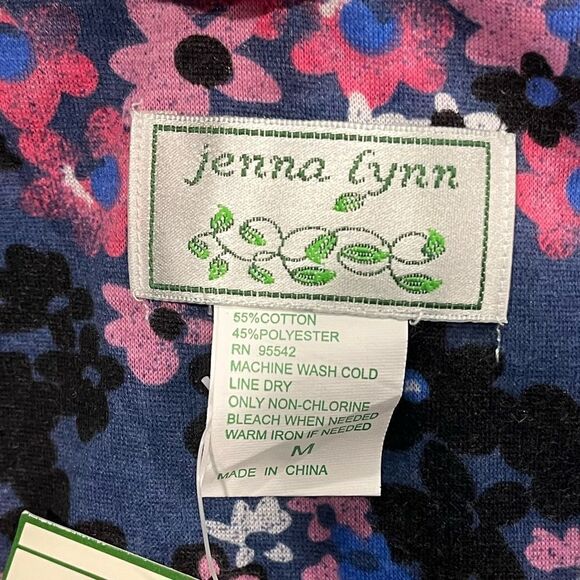 jenna lynn
55%COTTON
45%POLYESTER
RN 95542
MACHINE WASH COLD
LINE DRY
ONLY NON-CHLORINE
BLEACH WHEN NEEDED
WARM IRON IF NEEDED
M
MADE IN CHINA